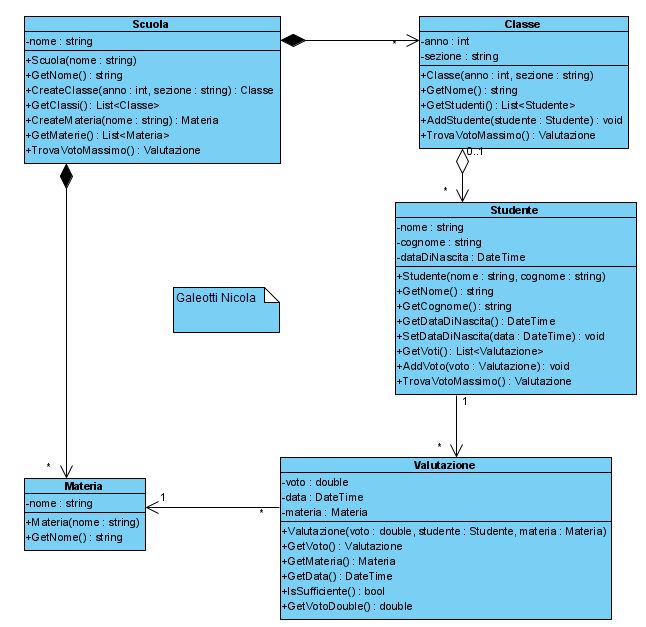 Scuola
-nome : string
+Scuola(nome : string)
+GetNome() : string
+CreateClasse(anno : int, sezione : string) : Classe
+GetClassi() : List<Classe>
+CreateMateria(nome : string) : Materia
+GetMaterie() : List<Materia>
+TrovaVotoMassimo() : Valutazione
*
Classe
-anno : int
-sezione : string
+Classe(anno : int, sezione : string)
+GetNome() : string
+GetStudenti() : List<Studente>
+AddStudente(studente : Studente) : void
+TrovaVotoMassimo() : Valutazione
0..1
*
Studente
-nome : string
-cognome : string
-dataDiNascita : DateTime
+Studente(nome : string, cognome : string)
+GetNome() : string
+GetCognome() : string
+GetDataDiNascita() : DateTime
+SetDataDiNascita(data : DateTime) : void
+GetVoti() : List<Valutazione>
+AddVoto(voto : Valutazione) : void
+TrovaVotoMassimo() : Valutazione
Galeotti Nicola
1
*
*
Materia
-nome : string
+Materia(nome : string)
+GetNome() : string
1
*
Valutazione
-voto : double
-data : DateTime
-materia : Materia
+Valutazione(voto : double, studente : Studente, materia : Materia)
+GetVoto() : Valutazione
+GetMateria() : Materia
+GetData() : DateTime
+IsSufficiente() : bool
+GetVotoDouble() : double